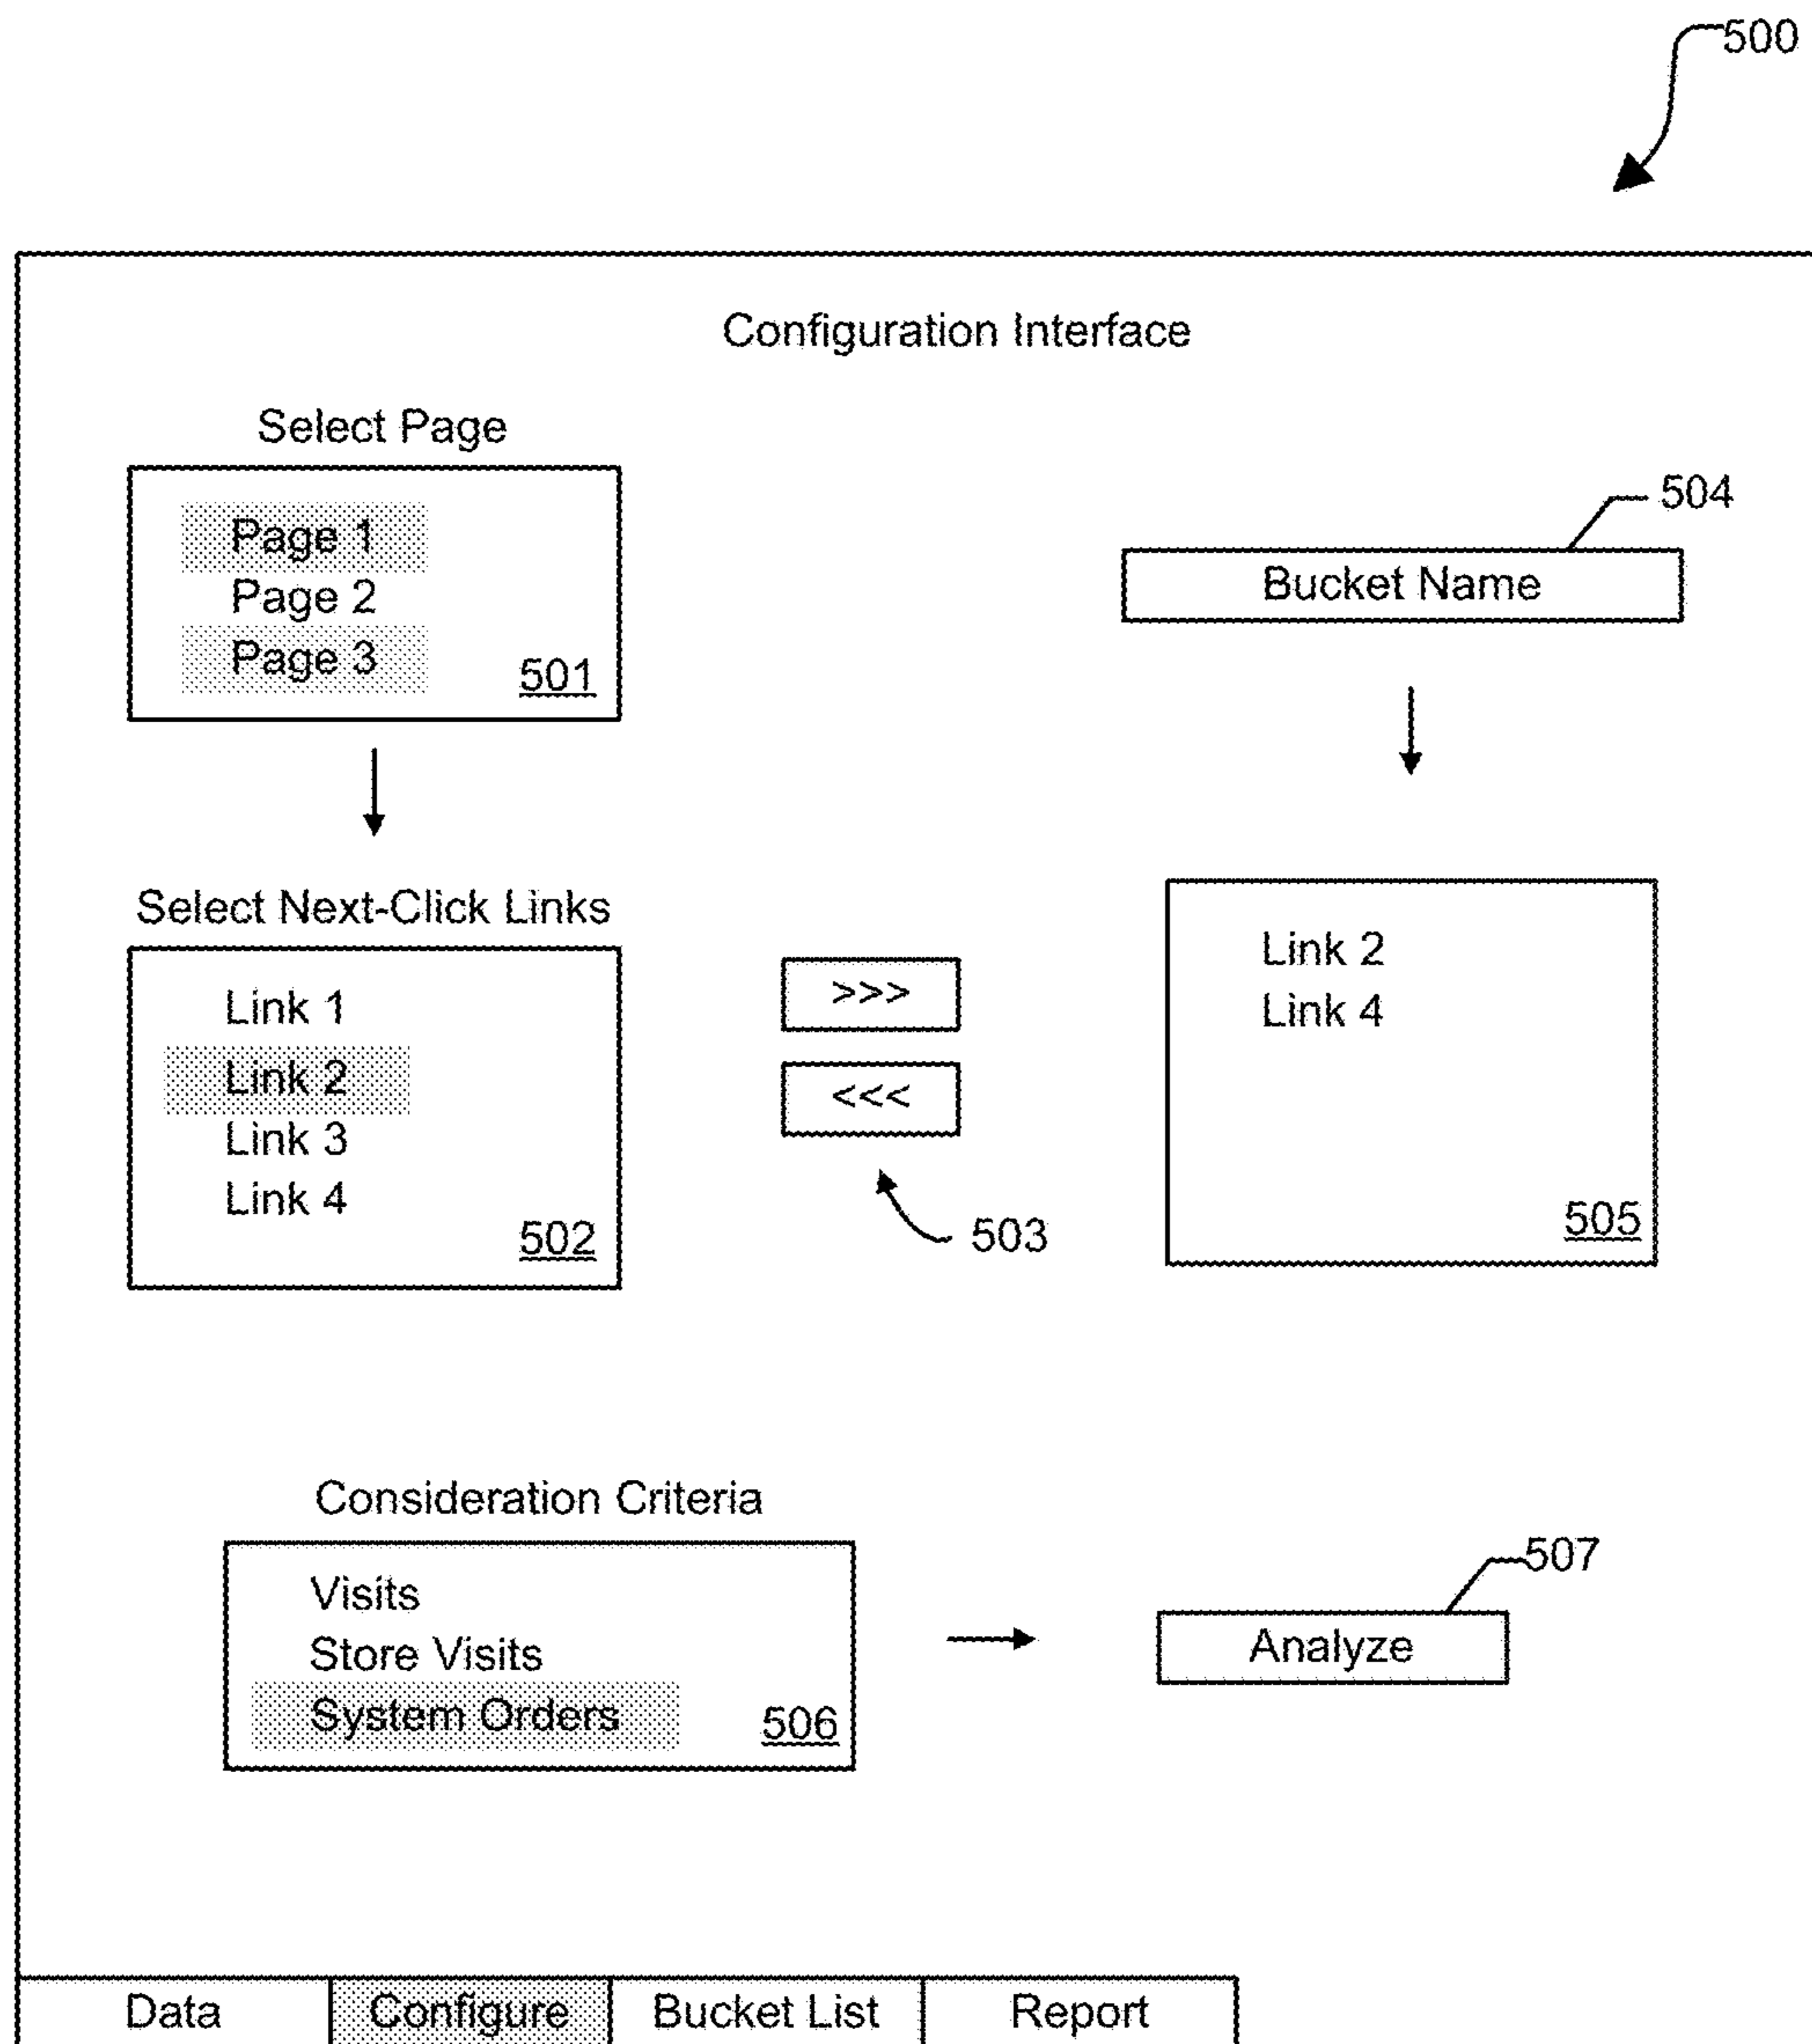 500
Configuration Interface
Select Page
Page 1
Page 2
Page 3
501
504
Bucket Name
Select Next-Click Links
Link 1
Link 2
Link 3
Link 4
502
>>>
<<<
503
Link 2
Link 4
505
Consideration Criteria
Visits
Store Visits
System Orders
506
507
Analyze
Data Configure Bucket List Report